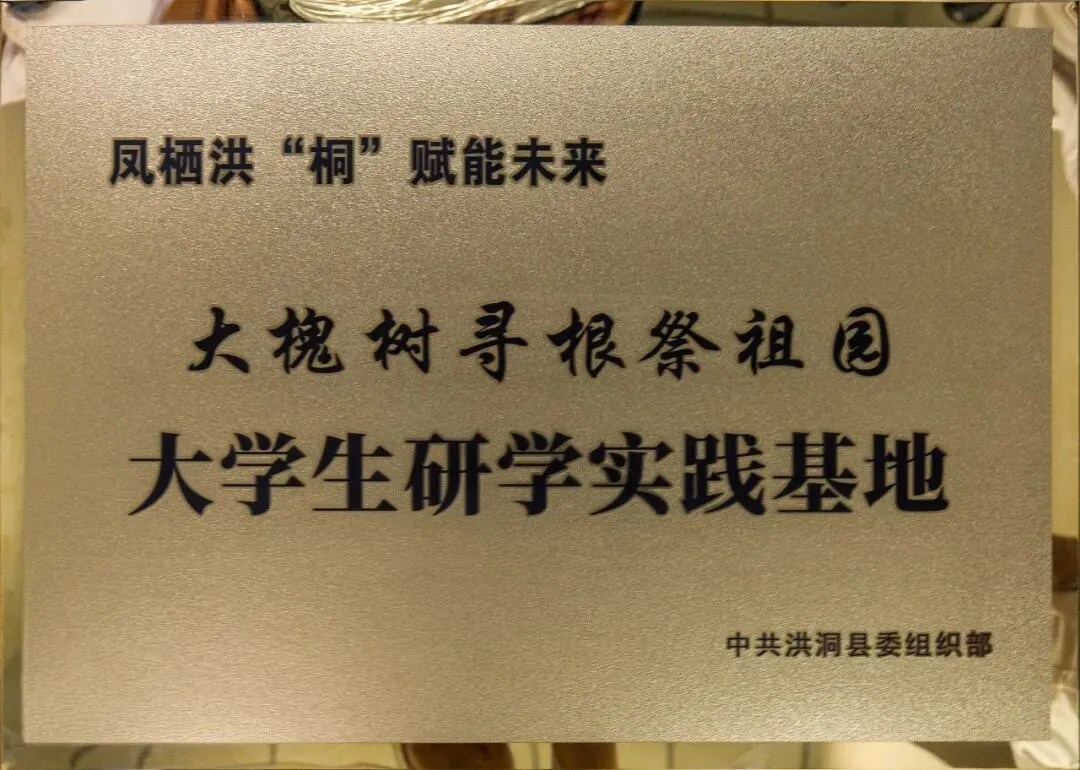 凤栖洪“桐”赋能未来
大槐树寻根祭祖园
大学生研学实践基地
中共洪洞县委组织部